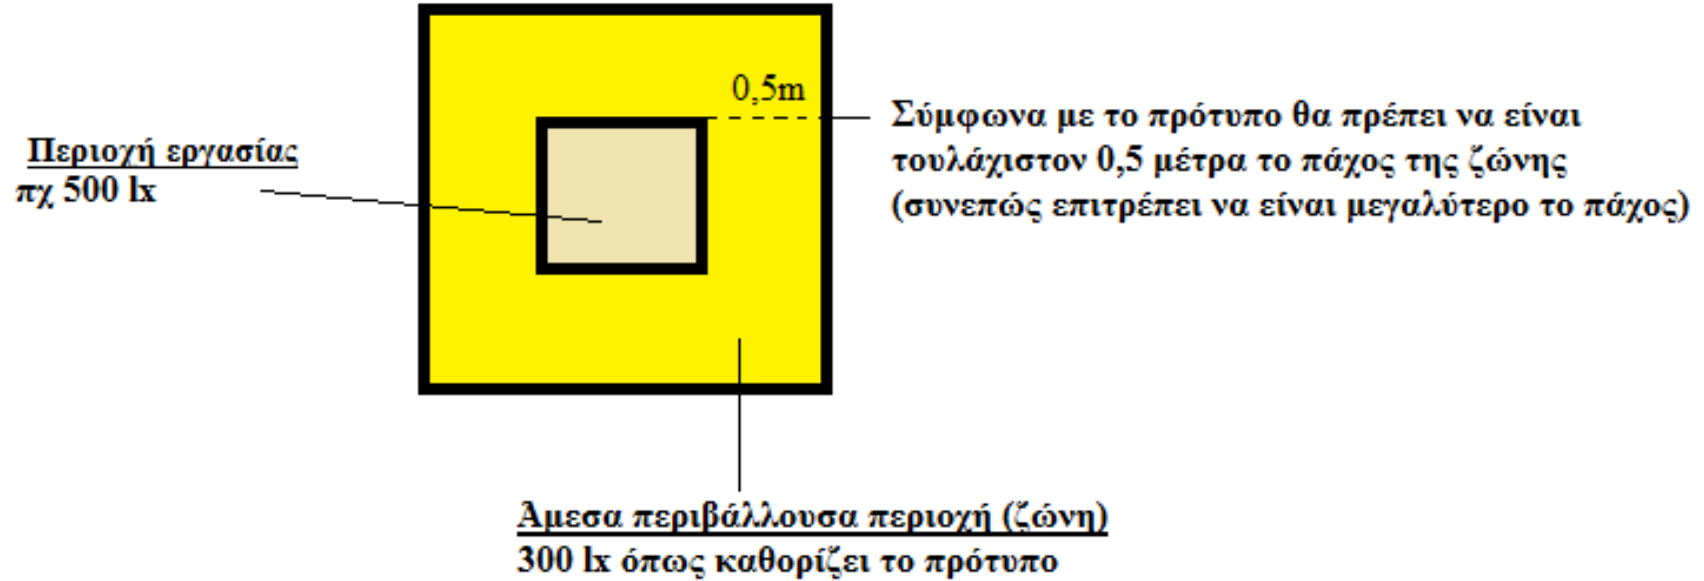 0,5m
Σύμφωνα με το πρότυπο θα πρέπει να είναι
τουλάχιστον 0,5 μέτρα το πάχος της ζώνης
(συνεπώς επιτρέπει να είναι μεγαλύτερο το πάχος)
Περιοχή εργασίας
πχ 500 lx
Άμεσα περιβάλλουσα περιοχή (ζώνη)
300 lx όπως καθορίζει το πρότυπο